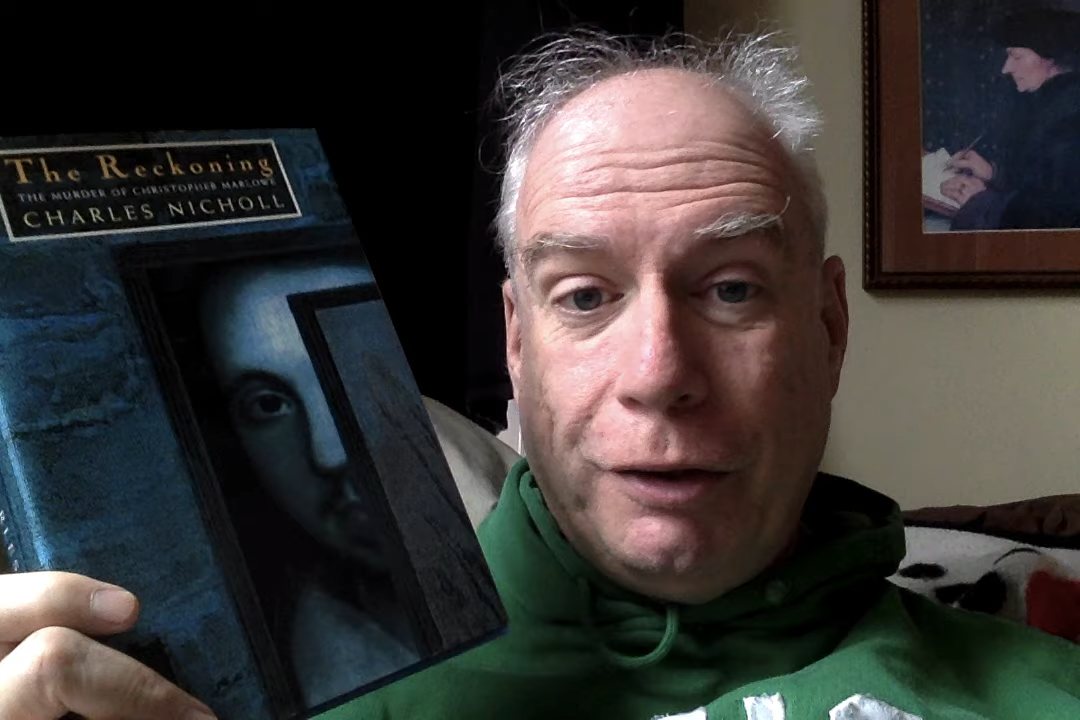 The Reckoning
THE MURDER OF CHRISTOPHER MARLOWE
CHARLES NICHOLL